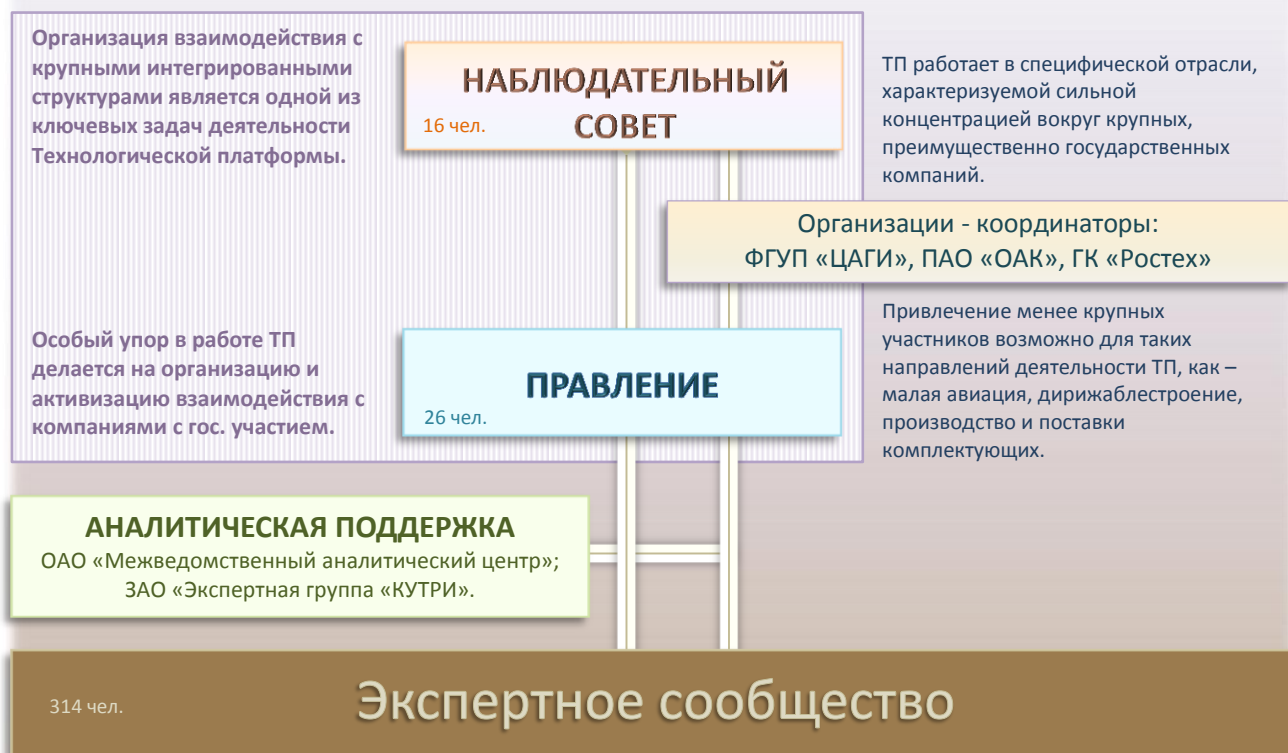 Организация взаимодействия с
крупными интегрированными
структурами является одной из
ключевых задач деятельности
Технологической платформы.
НАБЛЮДАТЕЛЬНЫЙ
СОВЕТ
16 чел.
ТП работает в специфической отрасли,
характеризуемой сильной
концентрацией вокруг крупных,
преимущественно государственных
компаний.
Организации - координаторы:
ФГУП «ЦАГИ», ПАО «ОАК», ГК «Ростех»
Особый упор в работе ТП
делается на организацию и
активизацию взаимодействия с
компаниями с гос. участием.
ПРАВЛЕНИЕ
26 чел.
Привлечение менее крупных
участников возможно для таких
направлений деятельности ТП, как –
малая авиация, дирижаблестроение,
производство и поставки
комплектующих.
АНАЛИТИЧЕСКАЯ ПОДДЕРЖКА
ОАО «Межведомственный аналитический центр»;
ЗАО «Экспертная группа «КУТРИ».
314 чел.
Экспертное сообщество